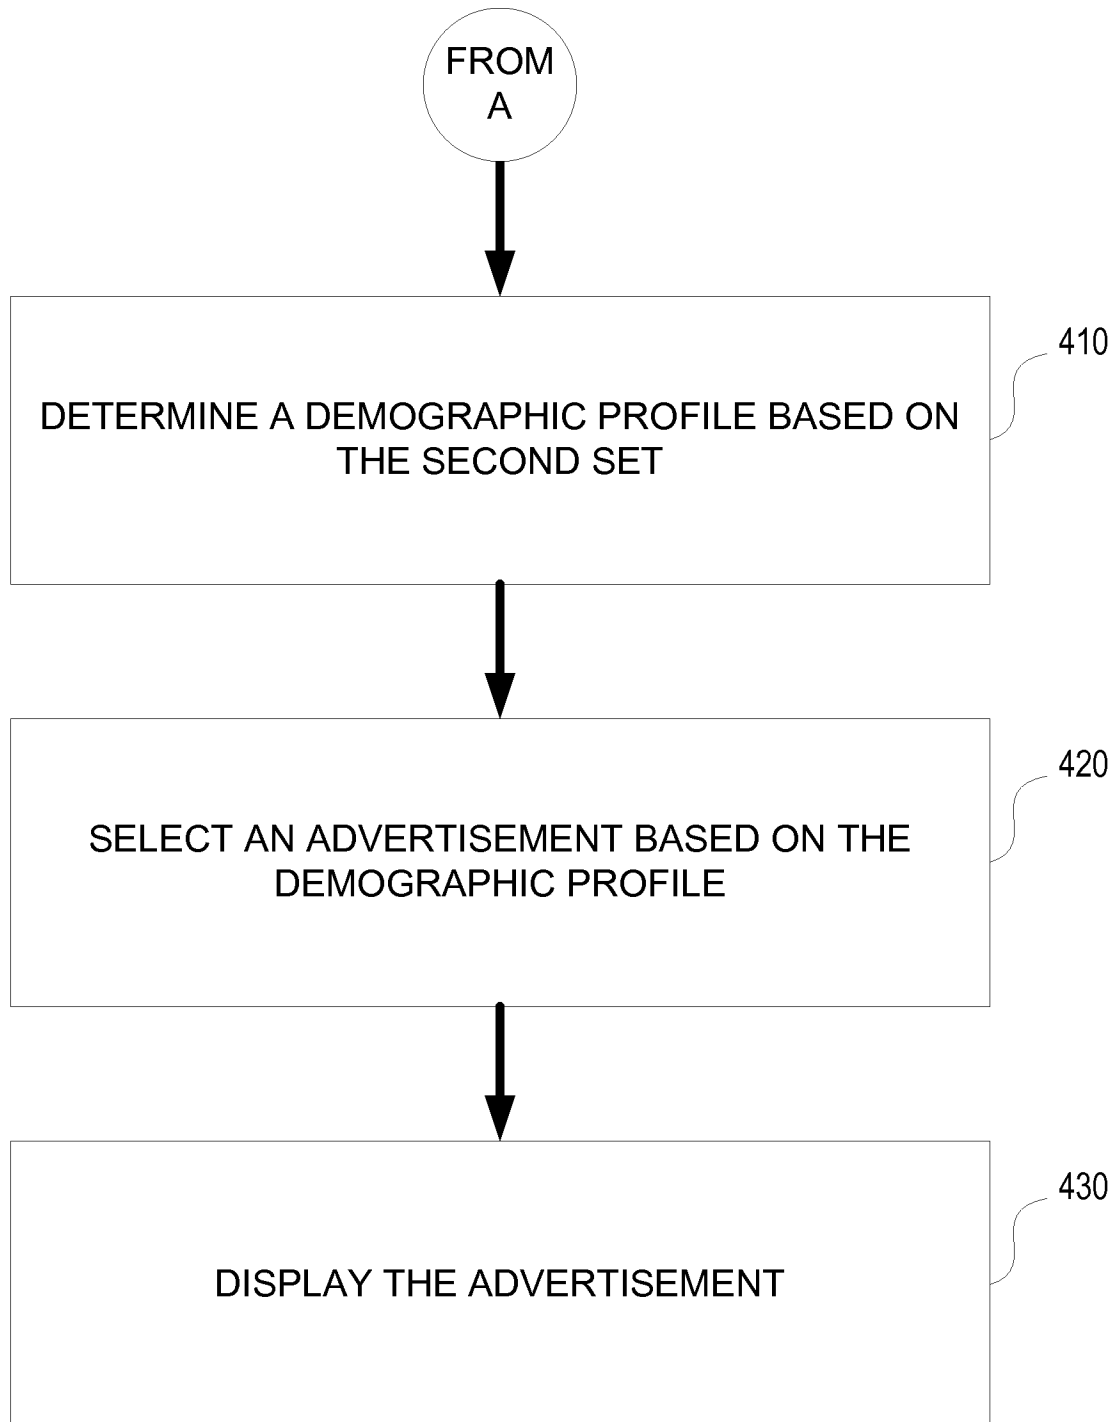 FROM
A
410
DETERMINE A DEMOGRAPHIC PROFILE BASED ON
THE SECOND SET
420
SELECT AN ADVERTISEMENT BASED ON THE
DEMOGRAPHIC PROFILE
430
DISPLAY THE ADVERTISEMENT